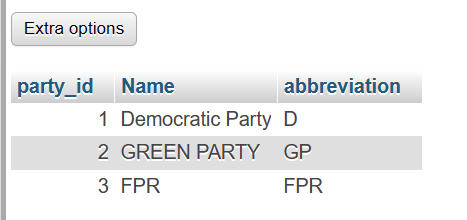 Extra options
party_id Name abbreviation
1 Democratic Party D
2 GREEN PARTY GP
3 FPR FPR